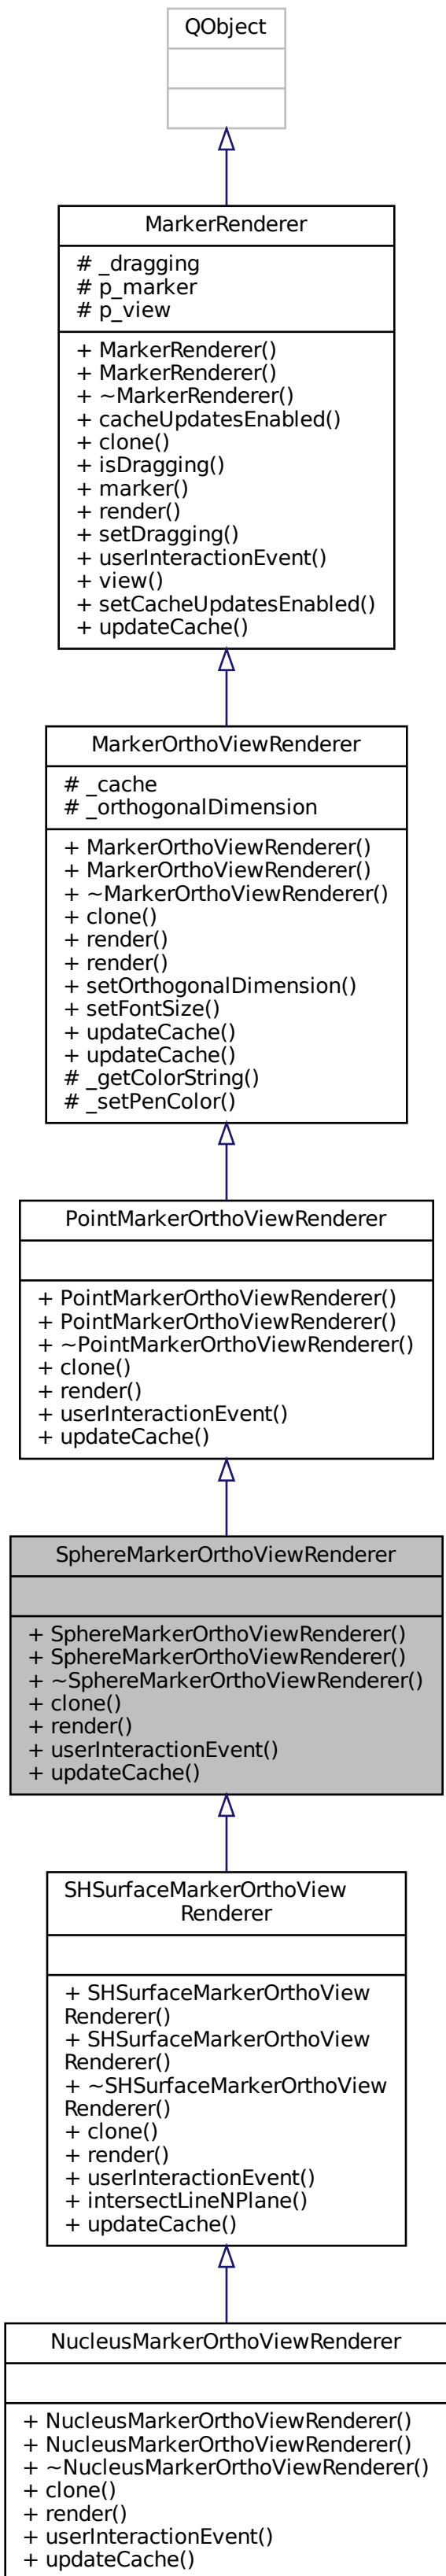 QObject
MarkerRenderer
# _dragging
# p_marker
# p_view
+ MarkerRenderer()
+ MarkerRenderer()
+ ~MarkerRenderer()
+ cacheUpdatesEnabled()
+ clone()
+ isDragging()
+ marker()
+ render()
+ setDragging()
+ userInteractionEvent()
+ view()
+ setCacheUpdatesEnabled()
+ updateCache()
MarkerOrthoViewRenderer
# _cache
# _orthogonalDimension
+ MarkerOrthoViewRenderer()
+ MarkerOrthoViewRenderer()
+ ~MarkerOrthoViewRenderer()
+ clone()
+ render()
+ render()
+ setOrthogonalDimension()
+ setFontSize()
+ updateCache()
+ updateCache()
# _getColorString()
# _setPenColor()
PointMarkerOrthoViewRenderer
+ PointMarkerOrthoViewRenderer()
+ PointMarkerOrthoViewRenderer()
+ ~PointMarkerOrthoViewRenderer()
+ clone()
+ render()
+ userInteractionEvent()
+ updateCache()
SphereMarkerOrthoViewRenderer
+ SphereMarkerOrthoViewRenderer()
+ SphereMarkerOrthoViewRenderer()
+ ~SphereMarkerOrthoViewRenderer()
+ clone()
+ render()
+ userInteractionEvent()
+ updateCache()
SHSurfaceMarkerOrthoView
Renderer
+ SHSurfaceMarkerOrthoView
Renderer()
+ SHSurfaceMarkerOrthoView
Renderer()
+ ~SHSurfaceMarkerOrthoView
Renderer()
+ clone()
+ render()
+ userInteractionEvent()
+ intersectLineNPlane()
+ updateCache()
NucleusMarkerOrthoViewRenderer
+ NucleusMarkerOrthoViewRenderer()
+ NucleusMarkerOrthoViewRenderer()
+ ~NucleusMarkerOrthoViewRenderer()
+ clone()
+ render()
+ userInteractionEvent()
+ updateCache()